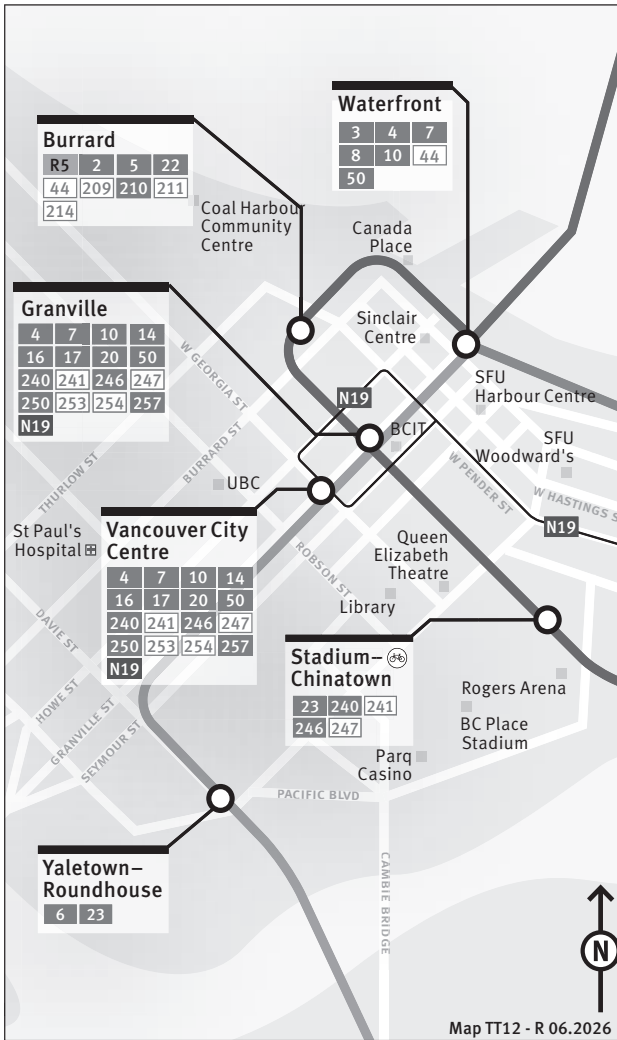 Waterfront
3 4 7
8 10 44
50
Burrard
R5 2 5 22
44 209 210 211
214
Coal Harbour
Community
Centre
Canada
Place
Granville
4 7 10 14
16 17 20 50
240 241 246 247
250 253 254 257
N19
Sinclair
Centre
W GEORGIA ST
N19
SFU
Harbour Centre
BURRARD ST
BCIT
SFU
Woodward's
THURLOW ST
W PENDER ST
UBC
W HASTINGS S
N19
St Paul's
Hospital
Vancouver City
Centre
4 7 10 14
16 17 20 50
240 241 246 247
250 253 254 257
N19
ROBSON ST
Queen
Elizabeth
Theatre
Library
DAVIE ST
HOWE ST
GRANVILLE ST
SEYMOUR ST
Stadium–
Chinatown
23 240 241
246 247
Rogers Arena
BC Place
Stadium
Parq
Casino
PACIFIC BLVD
CAMBIE BRIDGE
Yaletown–
Roundhouse
6 23
N
Map TT12 - R 06.2026